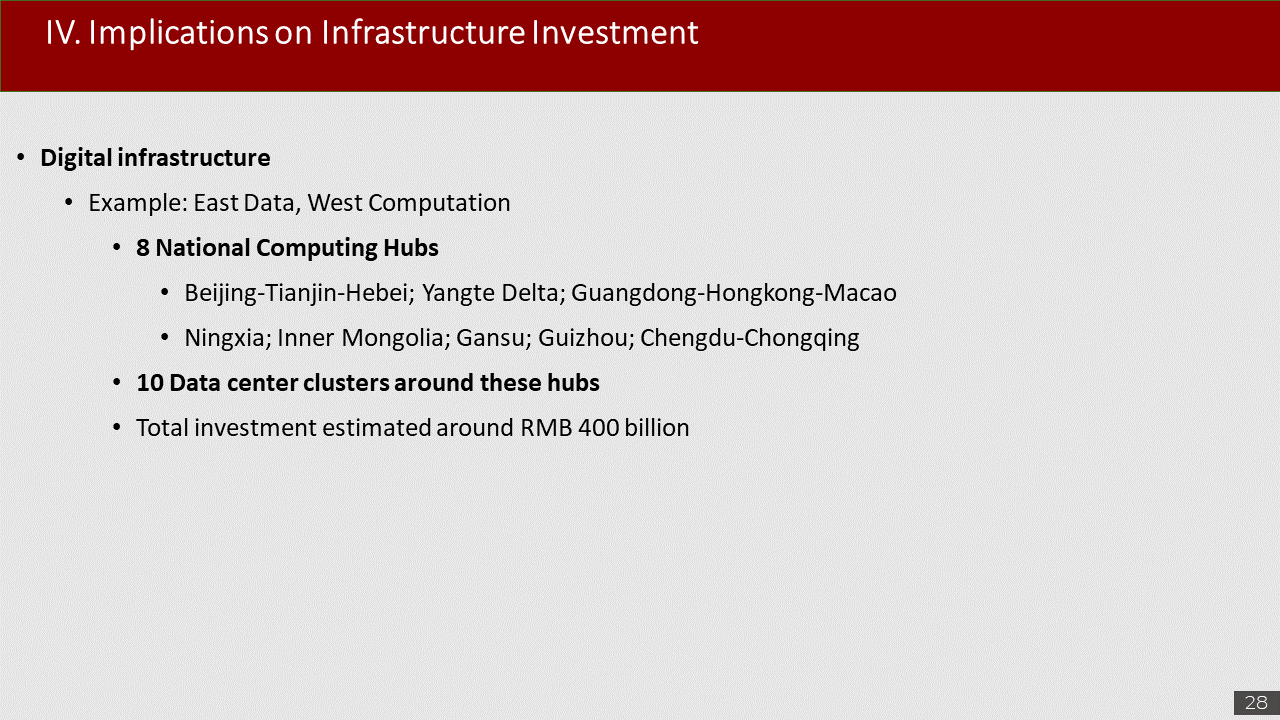 IV. Implications on Infrastructure Investment
• Digital infrastructure
• Example: East Data, West Computation
• 8 National Computing Hubs
• Beijing-Tianjin-Hebei; Yangte Delta; Guangdong-Hongkong-Macao
• Ningxia; Inner Mongolia; Gansu; Guizhou; Chengdu-Chongqing
• 10 Data center clusters around these hubs
• Total investment estimated around RMB 400 billion
28